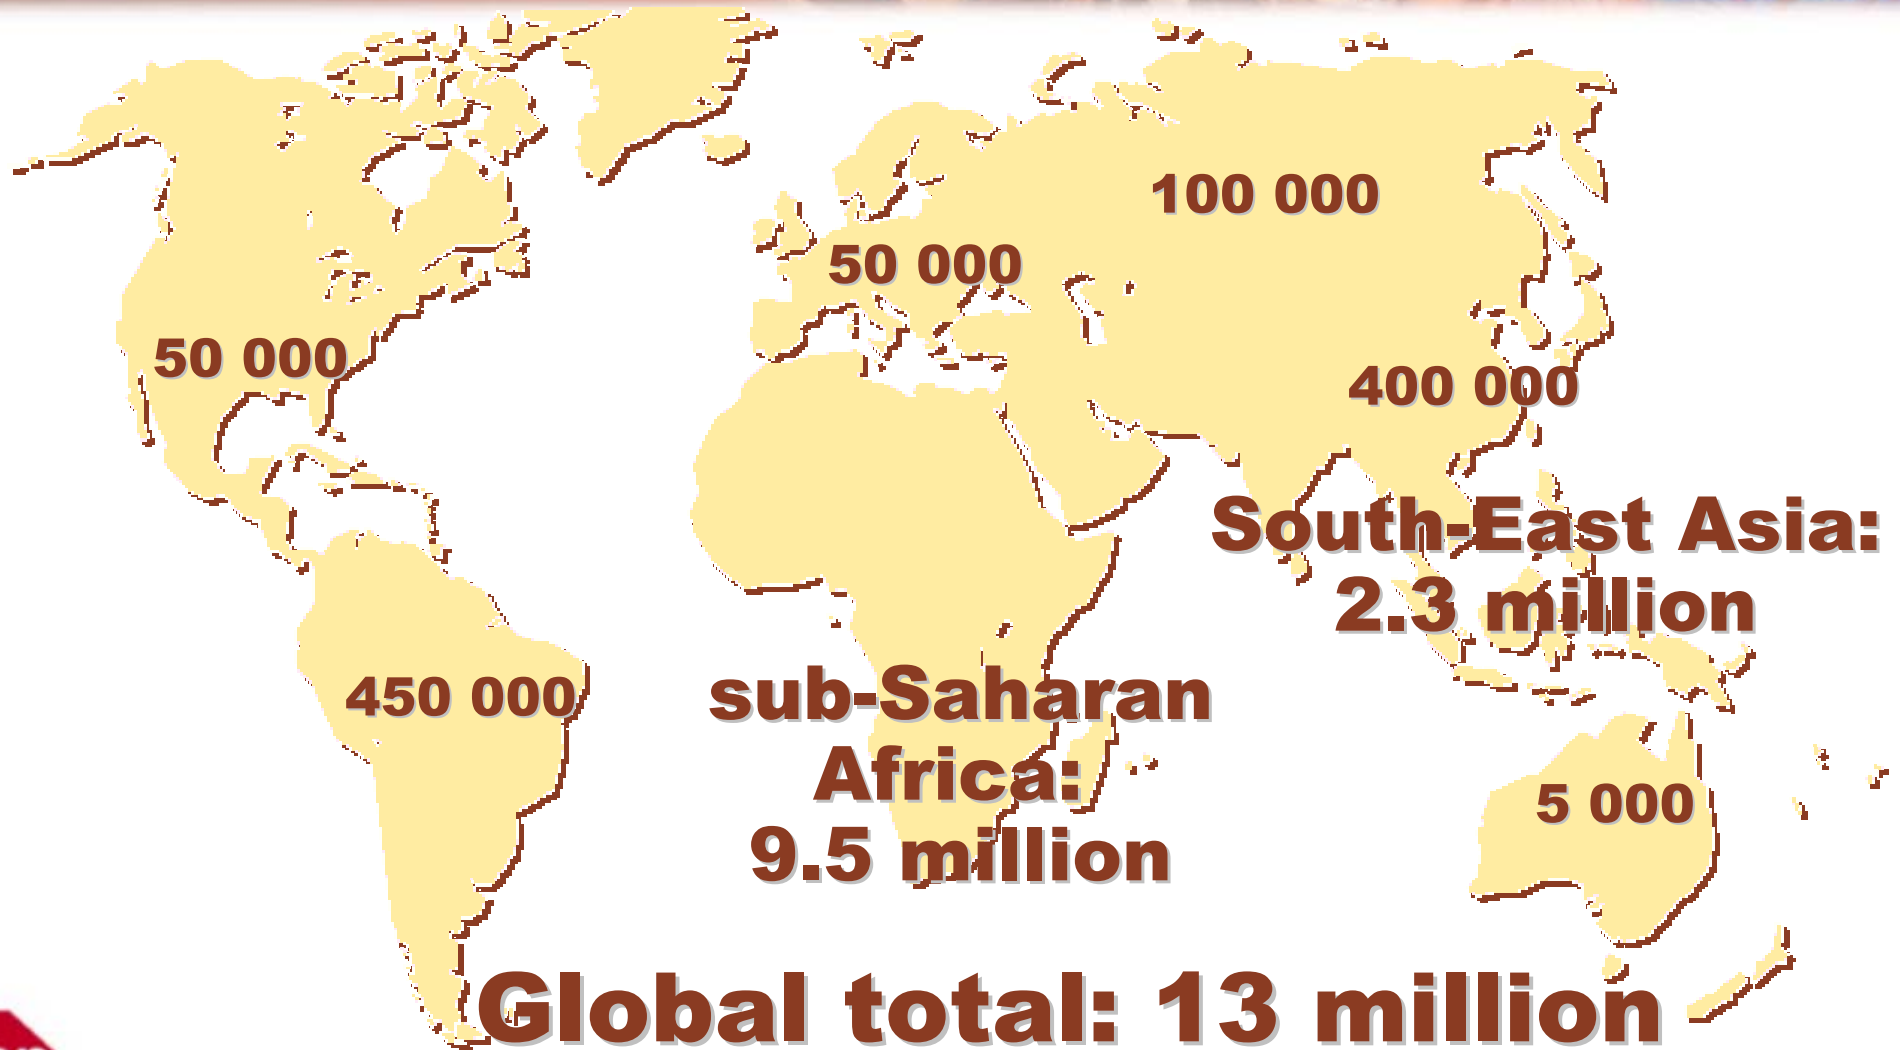 100 000
50 000
50 000
400 000
South-East Asia:
2.3 million
450 000
sub-Saharan
Africa:
9.5 million
5 000
Global total: 13 million